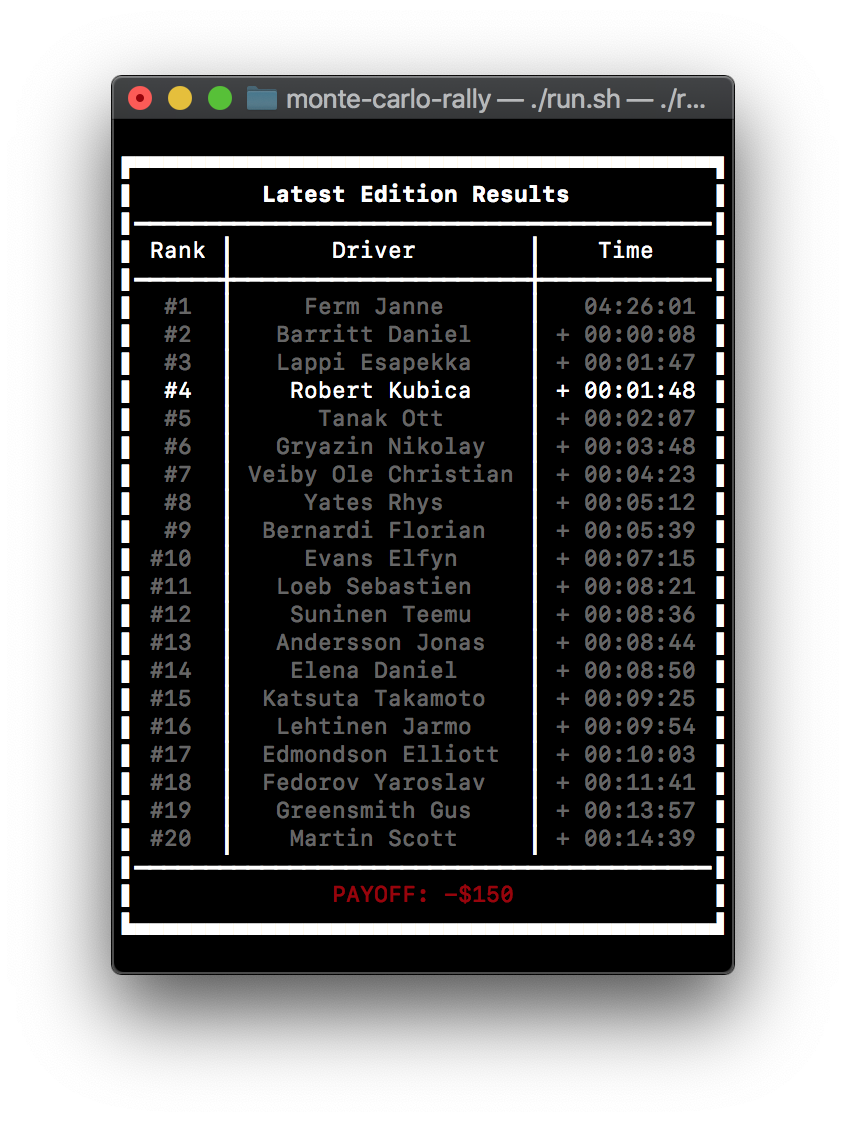 monte-carlo-rally — ./run.sh — ./r...
Latest Edition Results
Rank Driver Time
#1 Ferm Janne 04:26:01
#2 Barritt Daniel + 00:00:08
#3 Lappi Esapekka + 00:01:47
#4 Robert Kubica + 00:01:48
#5 Tanak Ott + 00:02:07
#6 Gryazin Nikolay + 00:03:48
#7 Veiby Ole Christian + 00:04:23
#8 Yates Rhys + 00:05:12
#9 Bernardi Florian + 00:05:39
#10 Evans Elfyn + 00:07:15
#11 Loeb Sebastien + 00:08:21
#12 Suninen Teemu + 00:08:36
#13 Andersson Jonas + 00:08:44
#14 Elena Daniel + 00:08:50
#15 Katsuta Takamoto + 00:09:25
#16 Lehtinen Jarmo + 00:09:54
#17 Edmondson Elliott + 00:10:03
#18 Fedorov Yaroslav + 00:11:41
#19 Greensmith Gus + 00:13:57
#20 Martin Scott + 00:14:39
PAYOFF: -$150